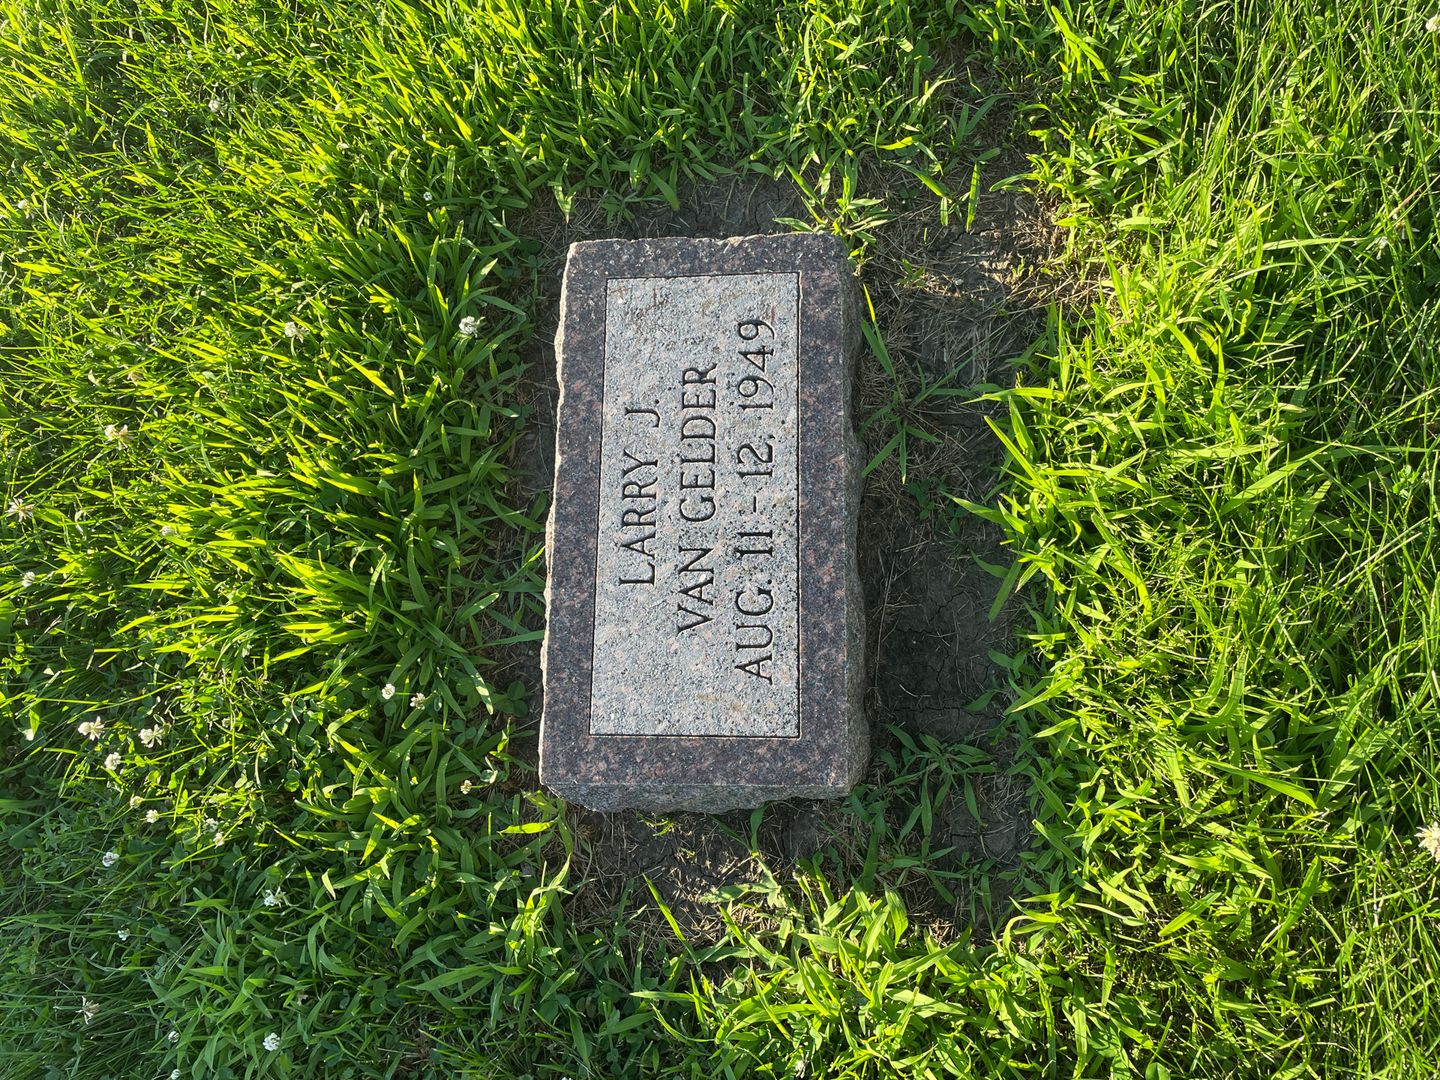 LARRY J.
VAN GELDER
AUG. 11 - 12, 1949